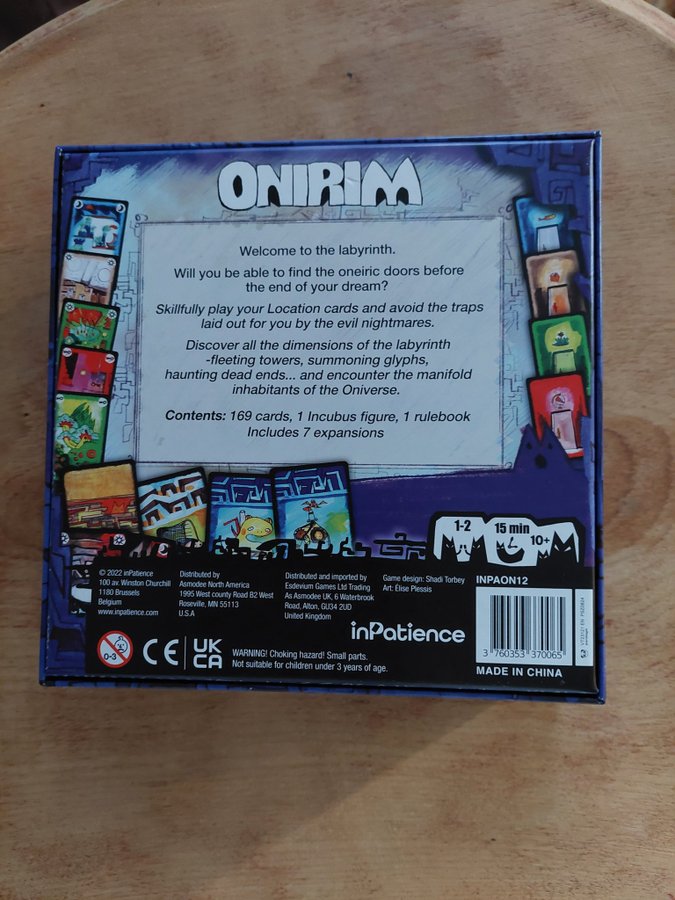 ONIRIM
Welcome to the labyrinth.
Will you be able to find the oneiric doors before
the end of your dream?
Skillfully play your Location cards and avoid the traps
laid out for you by the evil nightmares.
Discover all the dimensions of the labyrinth
-fleeting towers, summoning glyphs,
haunting dead ends... and encounter the manifold
inhabitants of the Oniverse.
Contents: 169 cards, 1 Incubus figure, 1 rulebook
Includes 7 expansions
1-2
15 min
10+
© 2022 inPatience
100 av. Winston Churchill
1180 Brussels
Belgium
www.inpatience.com
Distributed by
Asmodee North America
1995 West county Road B2 West
Roseville, MN 55113
U.S.A
Distributed and imported by
Esdevium Games Ltd Trading
As Asmodee UK, 6 Waterbrook
Road, Alton, GU34 2UD
United Kingdom
Game design: Shadi Torbey
Art: Élise Plessis
inPatience
INPAON12
3 760353 370065
MADE IN CHINA
0-3
CE
UK
CA
WARNING! Choking hazard! Small parts.
Not suitable for children under 3 years of age.